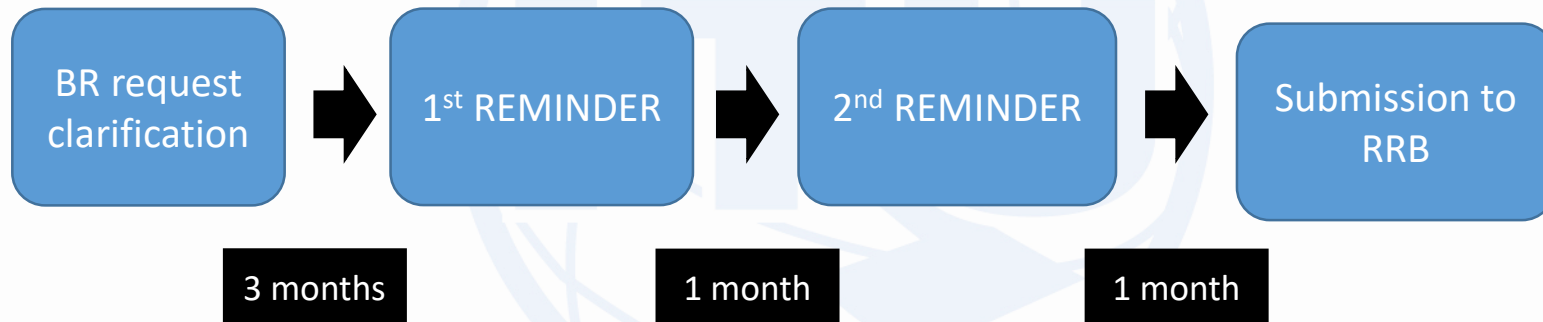 BR request
clarification
1st REMINDER
2nd REMINDER
Submission to
RRB
3 months
1 month
1 month